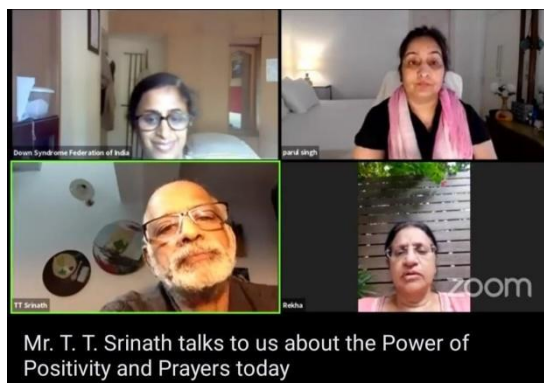 Down Syndrome Federation of India
parul singh
TT Srinath
Rekha
zoom
Mr. T. T. Srinath talks to us about the Power of
Positivity and Prayers today